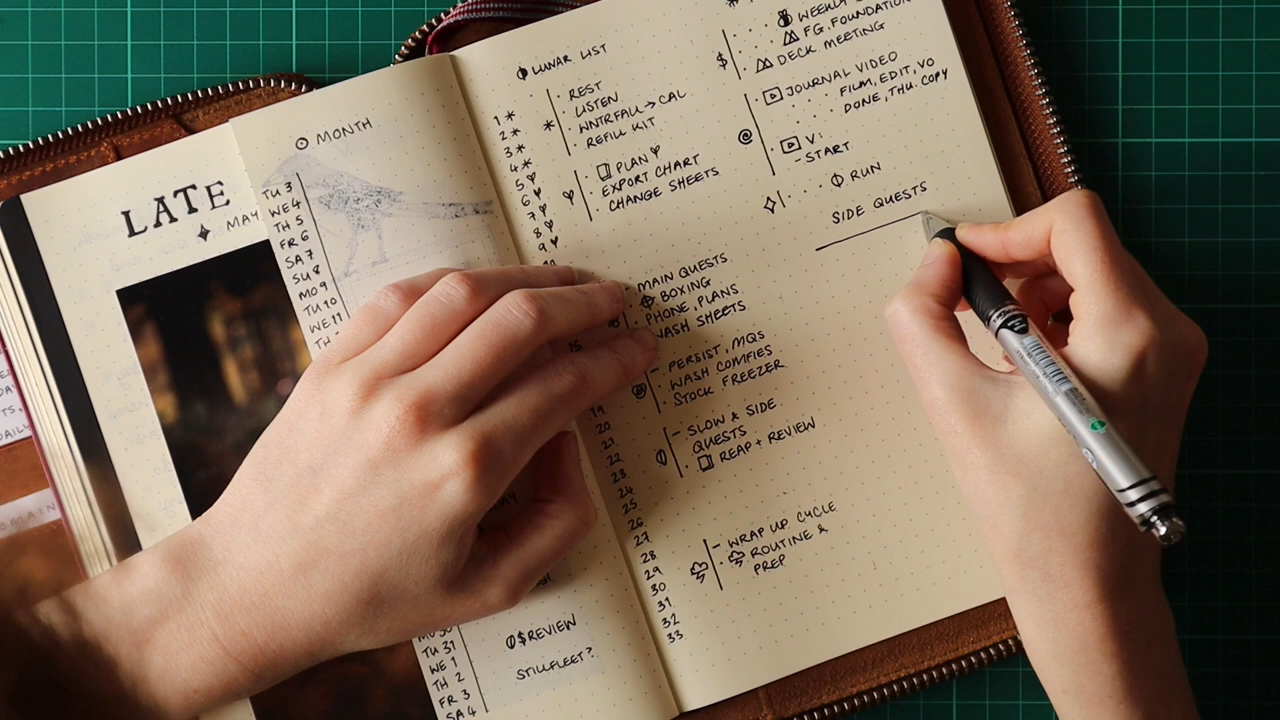 LATE
MAY
MONTH
TU 3
WE 4
TH 5
FR 6
SA 7
SU 8
MO 9
TU 10
WE 11
TH
MO 30
TU 31
WE 1
TH 2
FR 3
SA 4
$ REVIEW
STILLFLEET?
LUNAR LIST
1 *
2 *
3 *
4 *
5
6
7
8
9
10
15
19
20
21
22
23
24
25
26
27
28
29
30
31
32
33
* REST
LISTEN
WNTRFALL → CAL
REFILL KIT
PLAN
EXPORT CHART
CHANGE SHEETS
MAIN QUESTS
BOXING
PHONE, PLANS
WASH SHEETS
- PERSIST, MQS
WASH COMFIES
STOCK FREEZER
- SLOW & SIDE
QUESTS
REAP + REVIEW
- WRAP UP CYCLE
ROUTINE &
PREP
$ WEEKLY
FG. FOUNDATION
DECK MEETING
@ JOURNAL VIDEO
FILM, EDIT, VO
DONE, THU. COPY
V:
- START
RUN
SIDE QUESTS